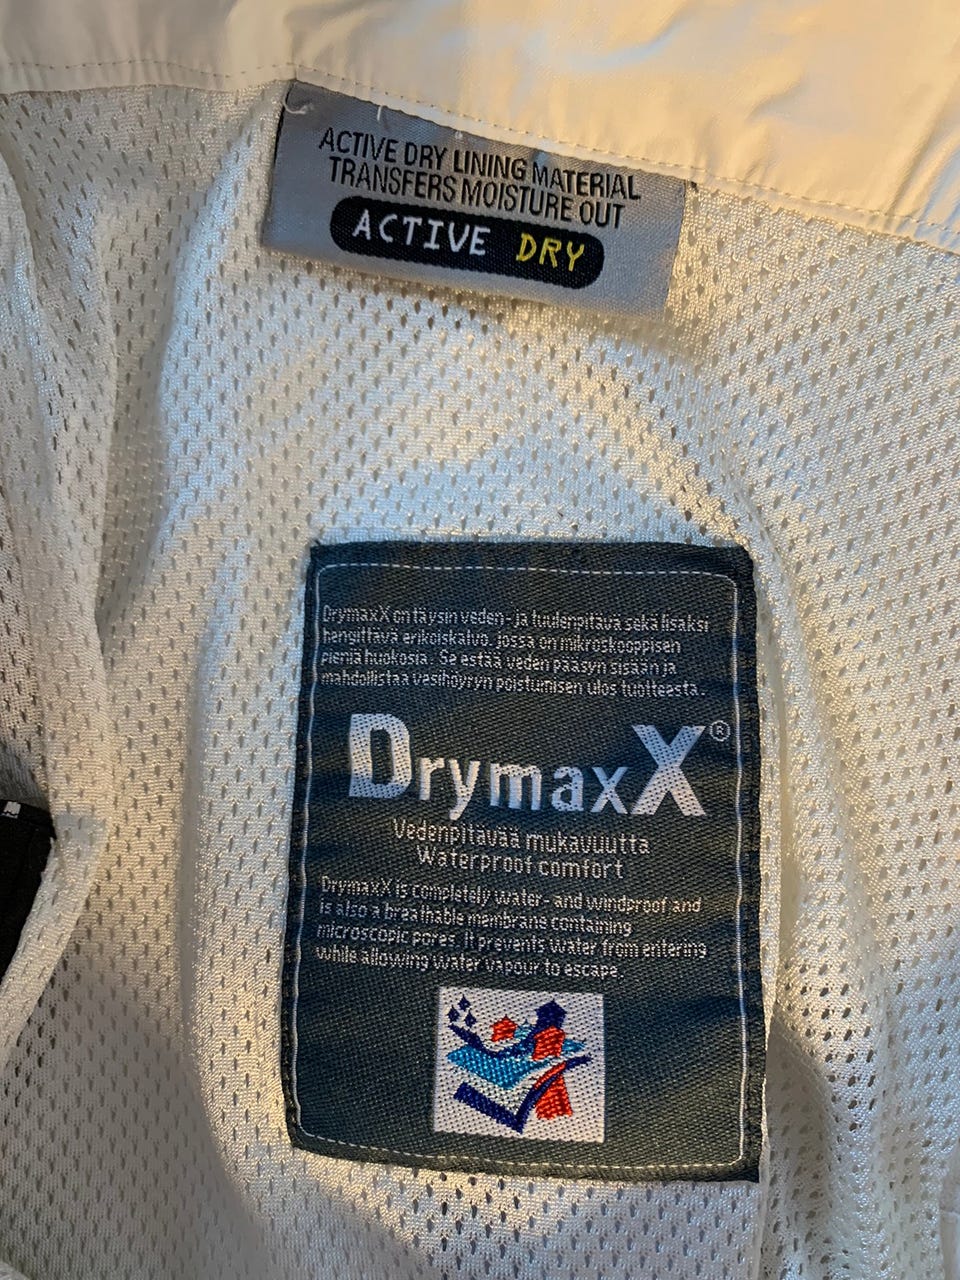 ACTIVE DRY LINING MATERIAL
TRANSFERS MOISTURE OUT
ACTIVE DRY
DrymaxX on täysin veden- ja tuulenpitävä sekä lisäksi
hengittävä erikoiskalvo, jossa on mikroskooppisen
pieniä huokosia. Se estää veden pääsyn sisään ja
mahdollistaa vesihöyryn poistumisen ulos tuotteesta.
DrymaxX®
Vedenpitävää mukavuutta
Waterproof comfort
DrymaxX is completely water- and windproof and
is also a breathable membrane containing
microscopic pores. It prevents water from entering
while allowing water vapour to escape.